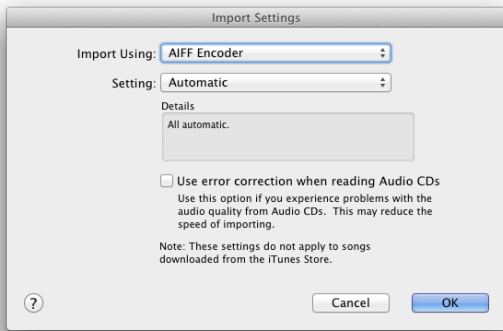 Import Settings
Import Using: AIFF Encoder
Setting: Automatic
Details
All automatic.
Use error correction when reading Audio CDs
Use this option if you experience problems with the
audio quality from Audio CDs. This may reduce the
speed of importing.
Note: These settings do not apply to songs
downloaded from the iTunes Store.
? Cancel OK